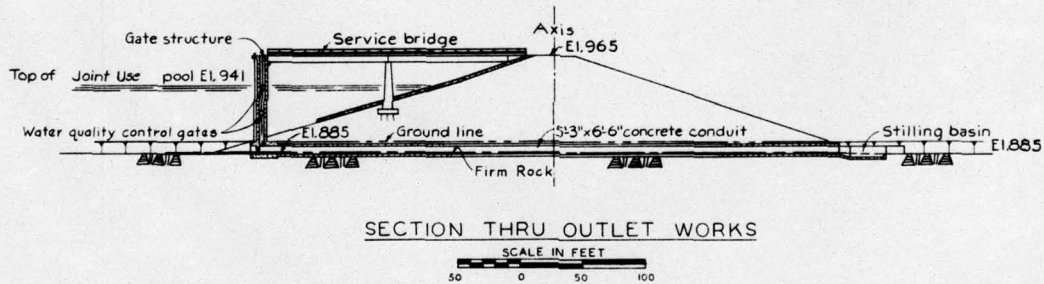 Axis
Gate structure
Service bridge
El.965
Top of Joint Use pool El.941
Water quality control gates
El.885
Ground line
5'-3"x6'-6" concrete conduit
Stilling basin
El.885
Firm Rock
SECTION THRU OUTLET WORKS
SCALE IN FEET
50 0 50 100